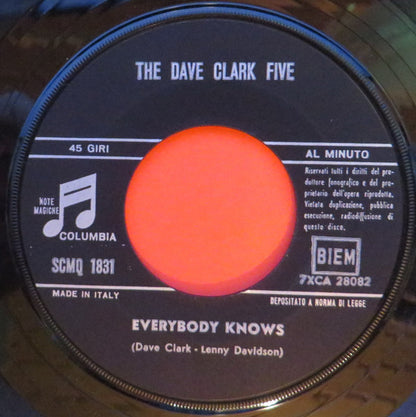 THE DAVE CLARK FIVE
45 GIRI
AL MINUTO
Riservati tutti i diritti del pro-
duttore fonografico e del pro-
prietario dell'opera riprodotta.
Vietata duplicazione, pubblica
esecuzione, radiodiffusione di
questo disco.
NOTE
MAGICHE
COLUMBIA
SCMQ 1831
BIEM
7XCA 28082
MADE IN ITALY
DEPOSITATO A NORMA DI LEGGE
EVERYBODY KNOWS
(Dave Clark - Lenny Davidson)